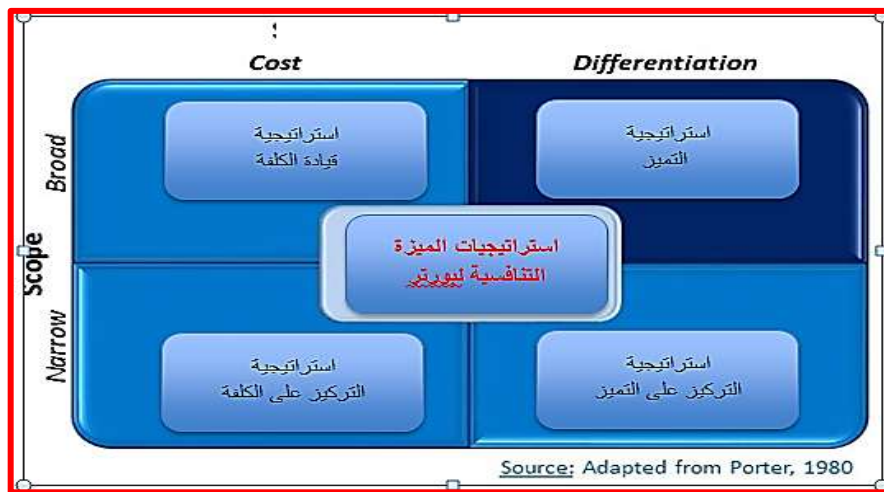 :
Cost
Differentiation
Broad
استراتيجية
قيادة الكلفة
استراتيجية
التميز
Scope
استراتيجيات الميزة
التنافسية لبورتر
Narrow
استراتيجية
التركيز على الكلفة
استراتيجية
التركيز على التميز
Source: Adapted from Porter, 1980